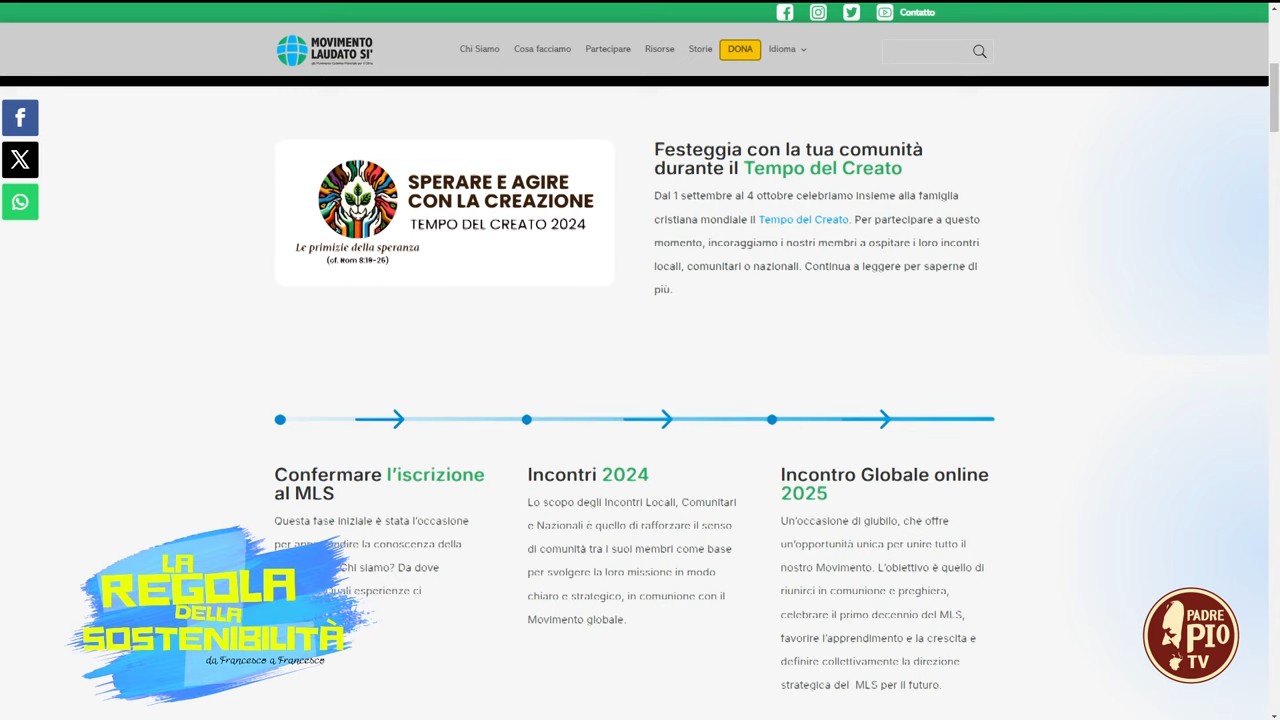 Contatto
MOVIMENTO
LAUDATO SI'
Chi Siamo
Cosa facciamo
Partecipare
Risorse
Storie
DONA
Idioma
SPERARE E AGIRE
CON LA CREAZIONE
TEMPO DEL CREATO 2024
Le primizie della speranza
(cf. Rom 8:19-25)
Festeggia con la tua comunità
durante il Tempo del Creato
Dal 1 settembre al 4 ottobre celebriamo insieme alla famiglia
cristiana mondiale il Tempo del Creato. Per partecipare a questo
momento, incoraggiamo i nostri membri a ospitare i loro incontri
locali, comunitari o nazionali. Continua a leggere per saperne di
più.
Confermare l'iscrizione
al MLS
Questa fase iniziale è stata l'occasione
per la conoscenza della
Chi siamo? Da dove
esperienze ci
Incontri 2024
Lo scopo degli Incontri Locali, Comunitari
e Nazionali è quello di rafforzare il senso
di comunità tra i suoi membri come base
per svolgere la loro missione in modo
chiaro e strategico, in comunione con il
Movimento globale.
Incontro Globale online
2025
Un'occasione di giubilo, che offre
un'opportunità unica per unire tutto il
nostro Movimento. L'obiettivo è quello di
riunirci in comunione e preghiera,
celebrare il primo decennio del MLS,
favorire l'apprendimento e la crescita e
definire collettivamente la direzione
strategica del MLS per il futuro.
LA
REGOLA
DELLA
SOSTENIBILITÀ
da Francesco a Francesco
PADRE
PIO
TV